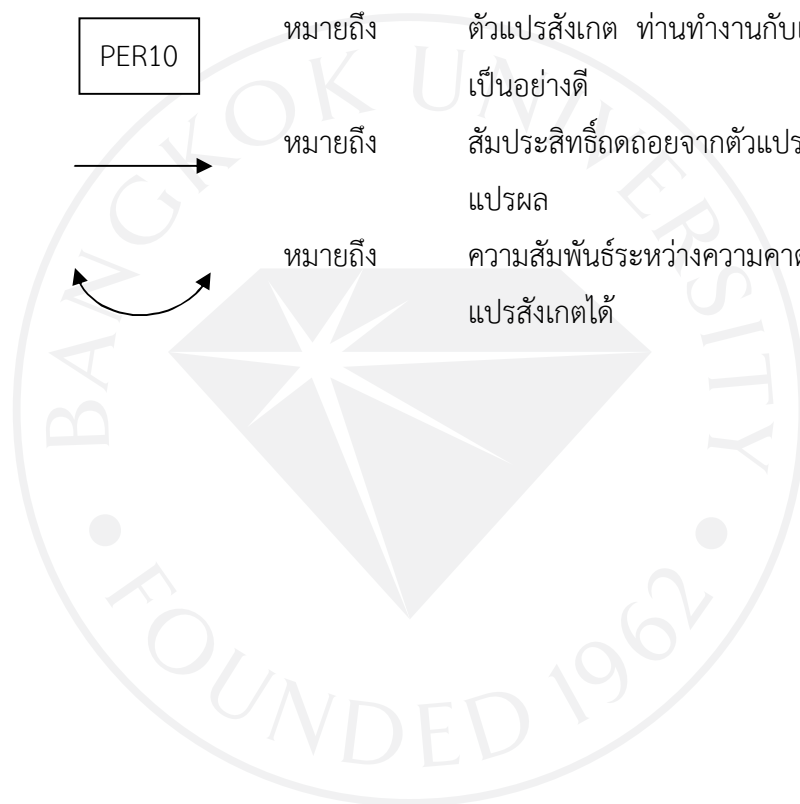 PER10 หมายถึง ตัวแปรสังเกต ท่านทำงานกับ
เป็นอย่างดี
หมายถึง สัมประสิทธิ์ถดถอยจากตัวแปร
แปรผล
หมายถึง ความสัมพันธ์ระหว่างความคา
แปรสังเกตได้
BANGKOK UNIVERSITY
FOUNDED 1962